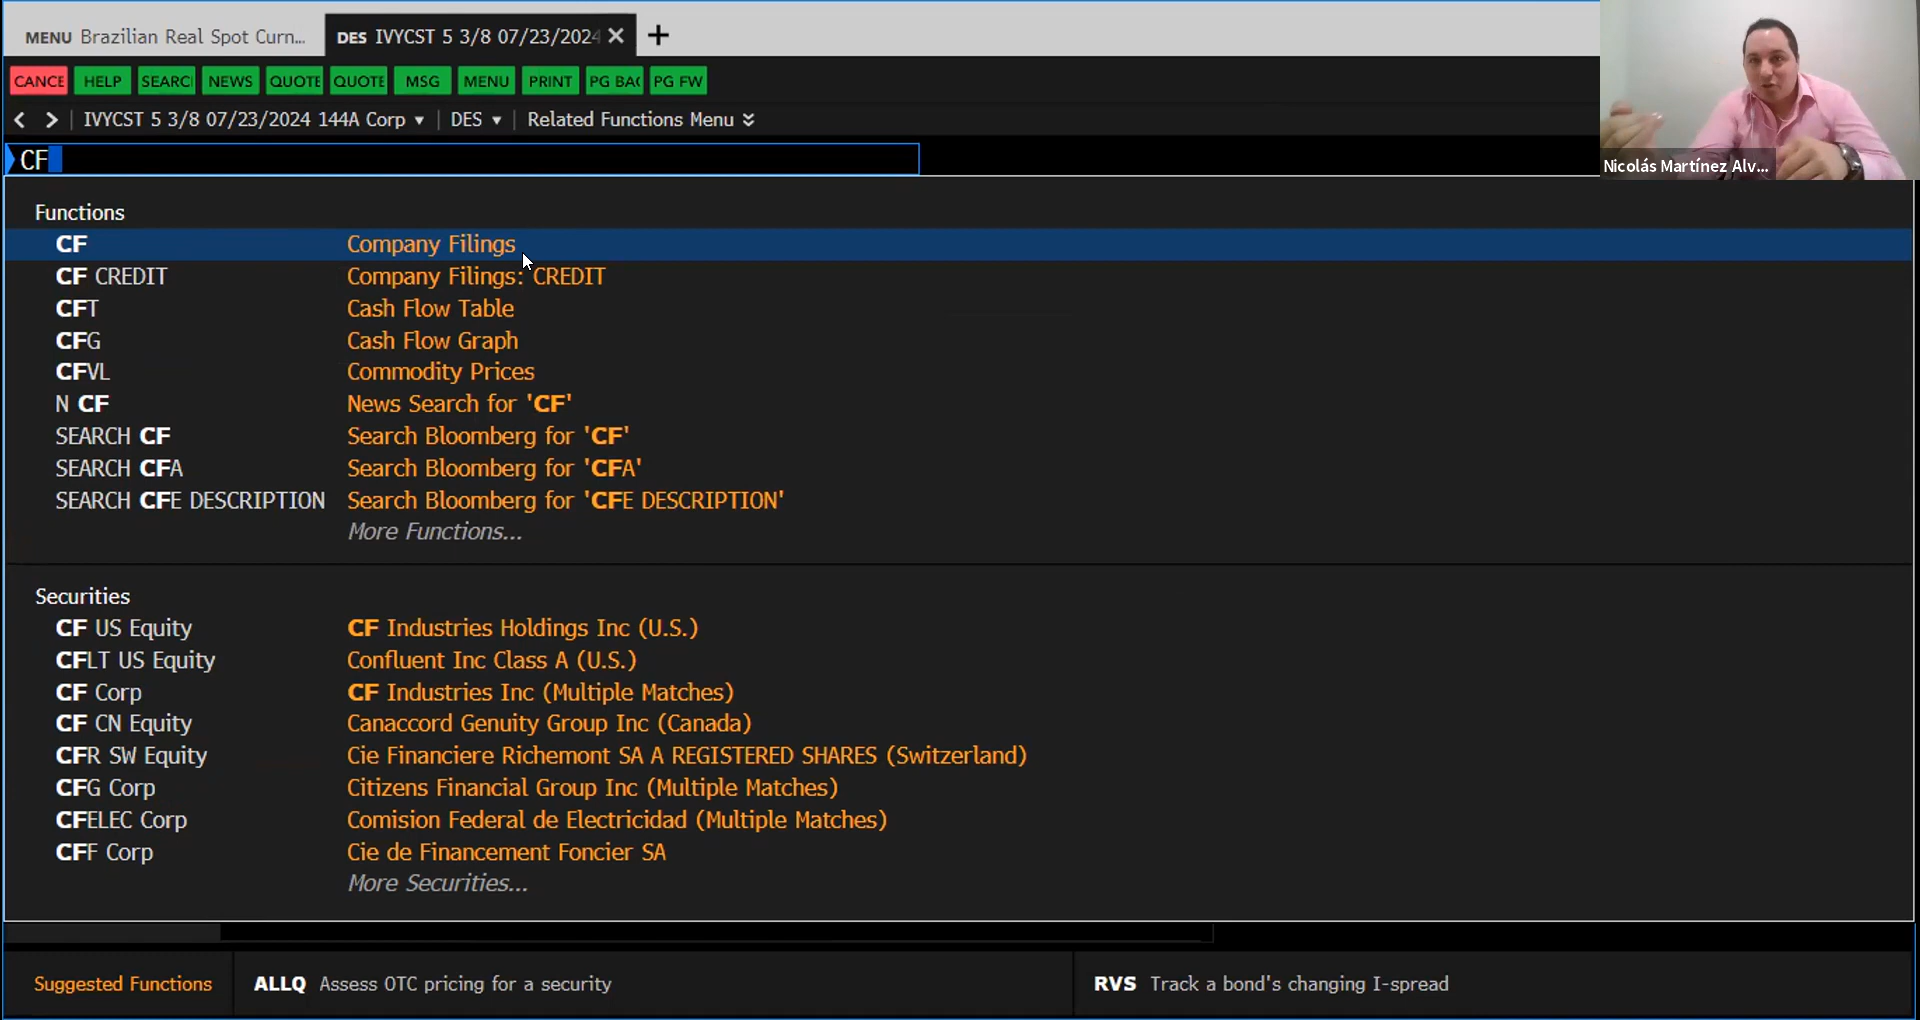 MENU Brazilian Real Spot Curn...
DES IVYCST 5 3/8 07/23/2024
CANCE HELP SEARC NEWS QUOTE QUOTE MSG MENU PRINT PG BAC PG FW
IVYCST 5 3/8 07/23/2024 144A Corp DES Related Functions Menu
CF
Nicolás Martínez Alv...
Functions
CF Company Filings
CF CREDIT Company Filings: CREDIT
CFT Cash Flow Table
CFG Cash Flow Graph
CFVL Commodity Prices
N CF News Search for 'CF'
SEARCH CF Search Bloomberg for 'CF'
SEARCH CFA Search Bloomberg for 'CFA'
SEARCH CFE DESCRIPTION Search Bloomberg for 'CFE DESCRIPTION'
More Functions...
Securities
CF US Equity CF Industries Holdings Inc (U.S.)
CFLT US Equity Confluent Inc Class A (U.S.)
CF Corp CF Industries Inc (Multiple Matches)
CF CN Equity Canaccord Genuity Group Inc (Canada)
CFR SW Equity Cie Financiere Richemont SA A REGISTERED SHARES (Switzerland)
CFG Corp Citizens Financial Group Inc (Multiple Matches)
CFELEC Corp Comision Federal de Electricidad (Multiple Matches)
CFF Corp Cie de Financement Foncier SA
More Securities...
Suggested Functions ALLQ Assess OTC pricing for a security RVS Track a bond's changing I-spread